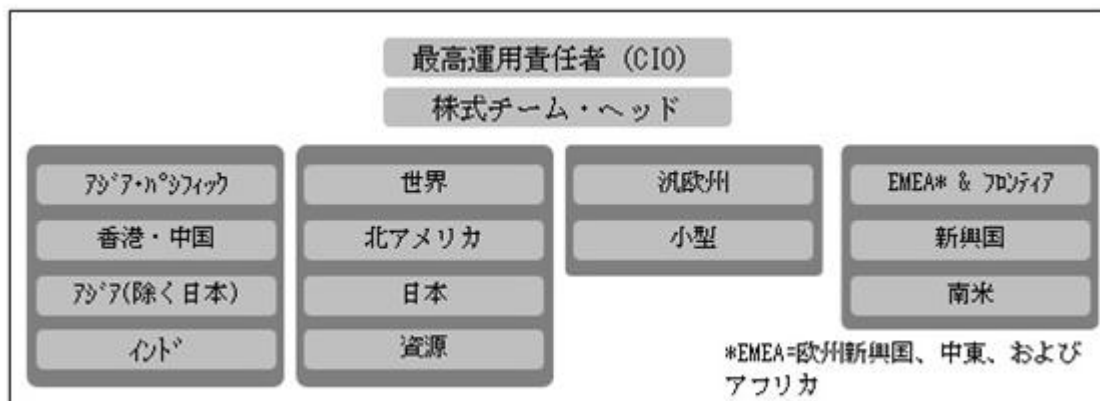 最高運用責任者 (CIO)
株式チーム・ヘッド
ｱｼﾞｱ・ﾊﾟｼﾌｨｯｸ
香港・中国
ｱｼﾞｱ(除く日本)
ｲﾝﾄﾞ
世界
北アメリカ
日本
資源
汎欧州
小型
EMEA* & ﾌﾛﾝﾃｨｱ
新興国
南米
*EMEA=欧州新興国、中東、および
アフリカ